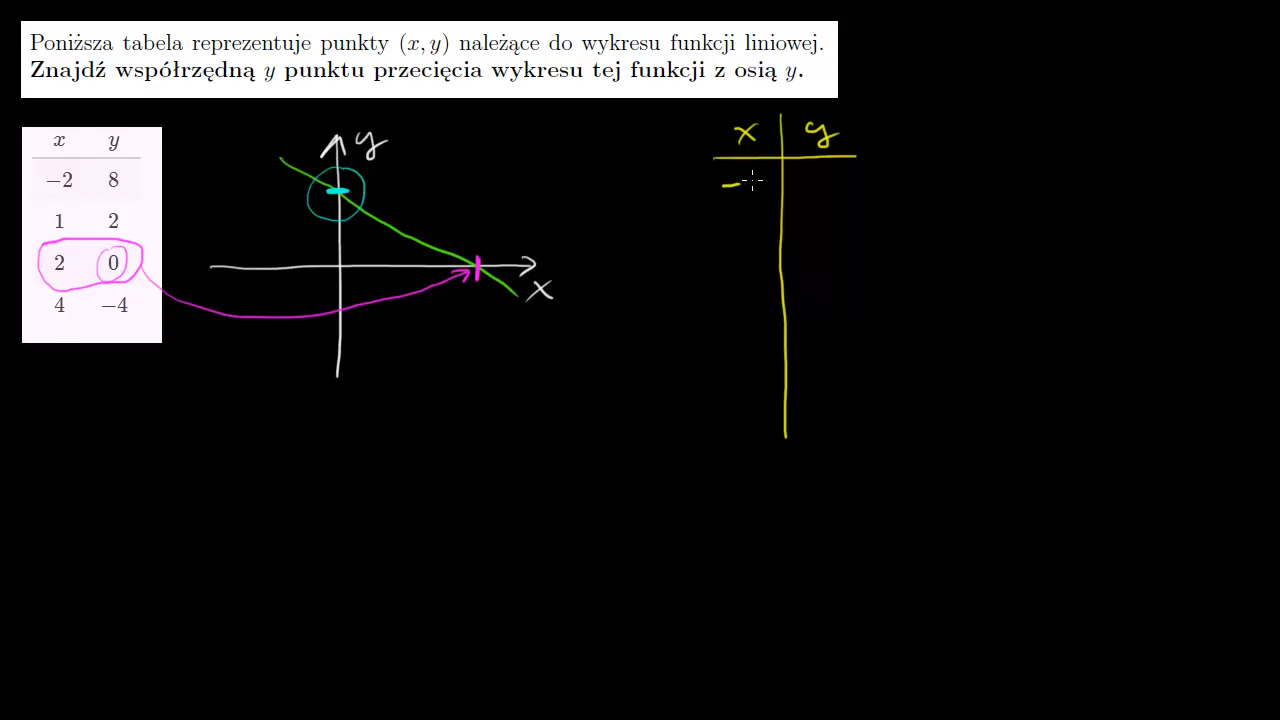 Poniższa tabela reprezentuje punkty (x, y) należące do wykresu funkcji liniowej.
Znajdź współrzędną y punktu przecięcia wykresu tej funkcji z osią y.
x y
−2 8
1 2
2 0
4 −4
y
x
x y
−